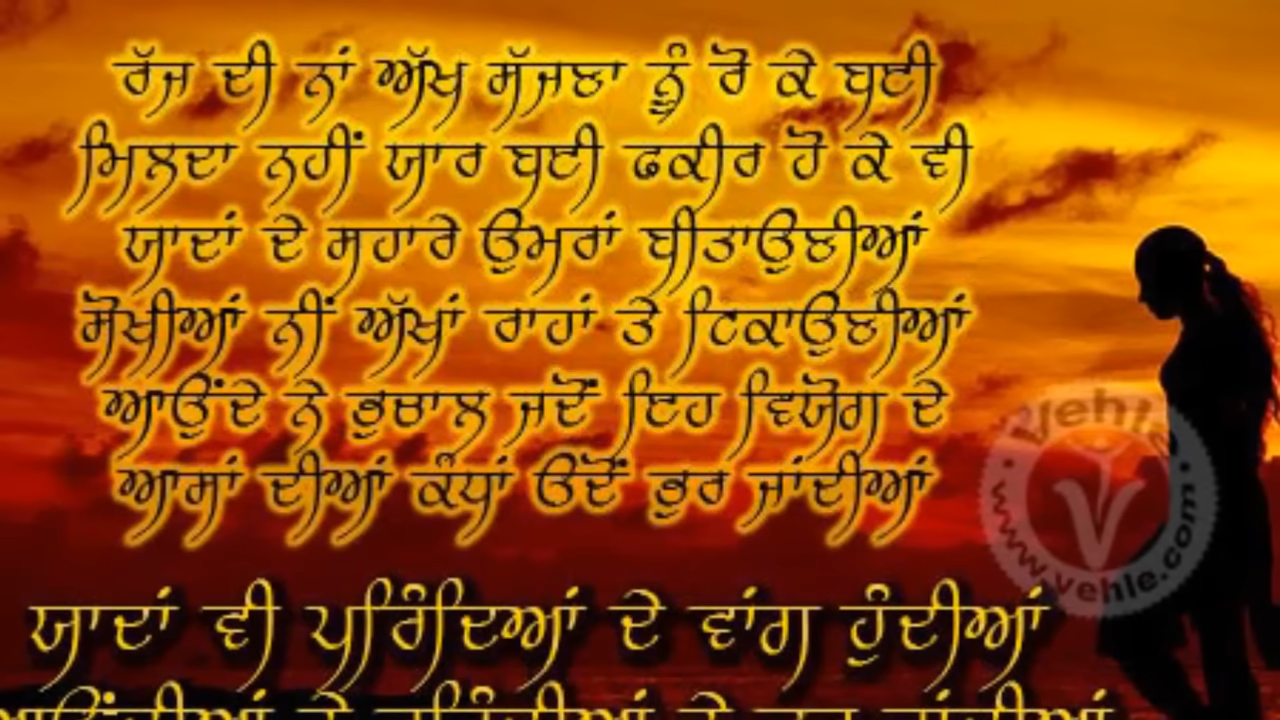 ਰੱਜ ਦੀ ਨਾਂ ਅੱਖ ਸੱਜਣਾ ਨੂੰ ਰੋ ਕੇ ਬਈ
ਮਿਲਦਾ ਨਹੀਂ ਯਾਰ ਬਈ ਫਕੀਰ ਹੋ ਕੇ ਵੀ
ਯਾਦਾਂ ਦੇ ਸਹਾਰੇ ਉਮਰਾਂ ਬੀਤਾਉਣੀਆਂ
ਸੋਖੀਆਂ ਨੀਂ ਅੱਖਾਂ ਰਾਹਾਂ ਤੇ ਟਿਕਾਉਣੀਆਂ
ਆਉਂਦੇ ਨੇ ਭੁਚਾਲ ਜਦੋਂ ਇਹ ਵਿਯੋਗ ਦੇ
ਆਸਾਂ ਦੀਆਂ ਕੰਧਾਂ ਓਦੋਂ ਭੁਰ ਜਾਂਦੀਆਂ
ਯਾਦਾਂ ਵੀ ਪਰਿੰਦਿਆਂ ਦੇ ਵਾਂਗ ਹੁੰਦੀਆਂ
Vehle
www.vehle.com